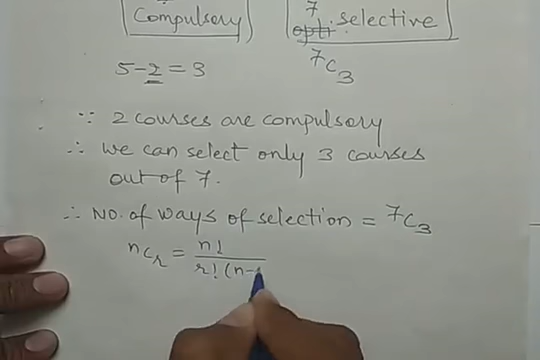 7
Compulsory
opti. selective
5-2=3
⁷C₃
∵ 2 courses are compulsory
∴ we can select only 3 courses
out of 7.
∴ No. of ways of selection = ⁷C₃
ⁿCᵣ = n! / r! (n-